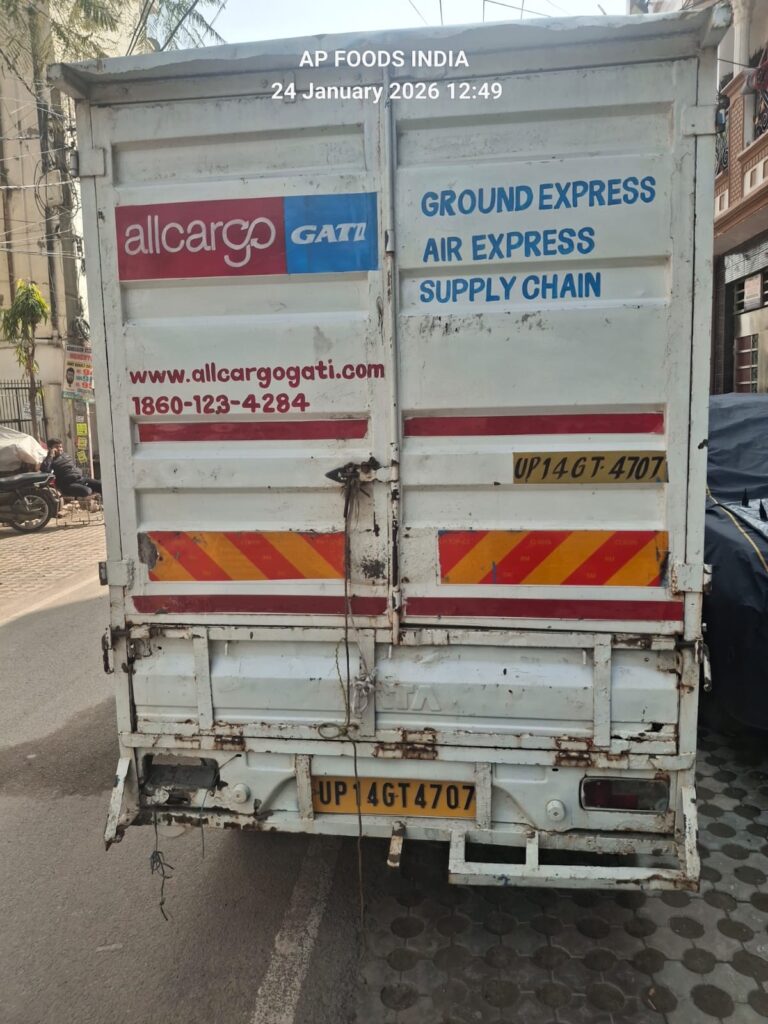 AP FOODS INDIA
24 January 2026 12:49
allcargo GATI
GROUND EXPRESS
AIR EXPRESS
SUPPLY CHAIN
www.allcargogati.com
1860-123-4284
UP14GT-4707
UP14GT4707